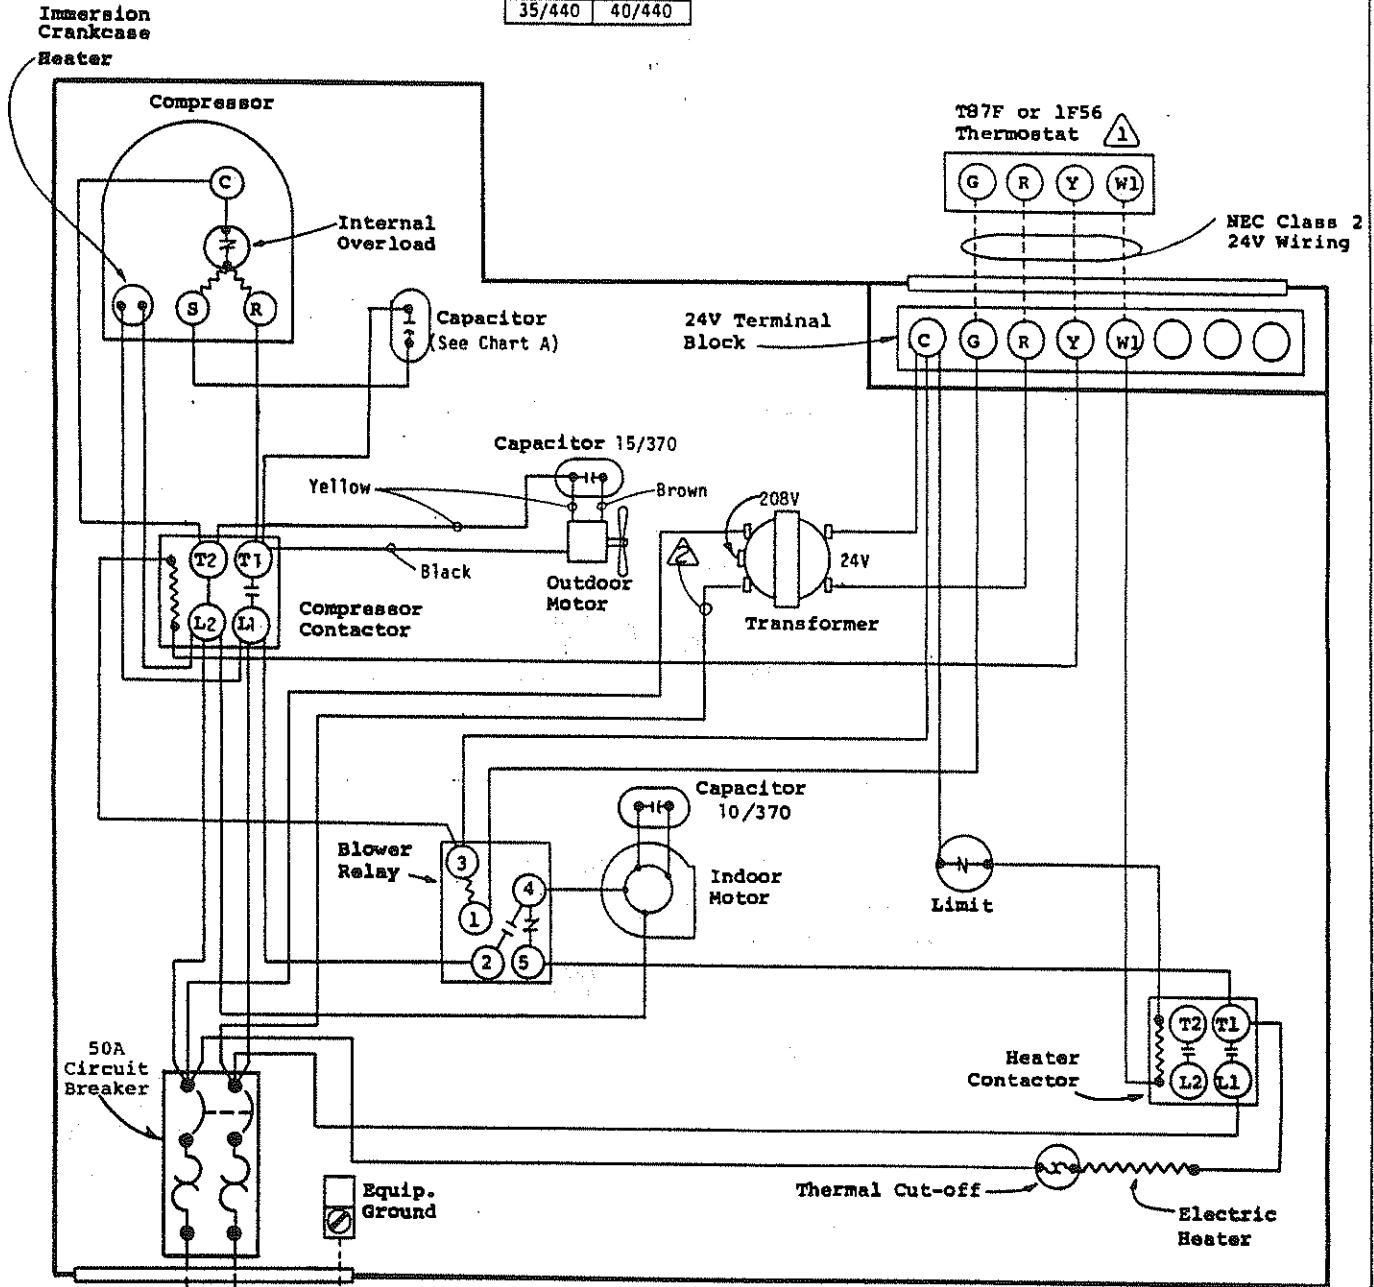 35/440 40/440
Immersion
Crankcase
Heater
Compressor
C
Internal
Overload
S R
Capacitor
(See Chart A)
T87F or 1F56
Thermostat 1
G R Y W1
NEC Class 2
24V Wiring
24V Terminal
Block
C G R Y W1
Capacitor 15/370
Yellow
Brown
Black
Outdoor
Motor
208V
2
24V
Transformer
T2 T1
L2 L1
Compressor
Contactor
Capacitor
10/370
Blower
Relay
3
4
1
2 5
Indoor
Motor
Limit
T2 T1
L2 L1
Heater
Contactor
50A
Circuit
Breaker
Equip.
Ground
Thermal Cut-off
Electric
Heater